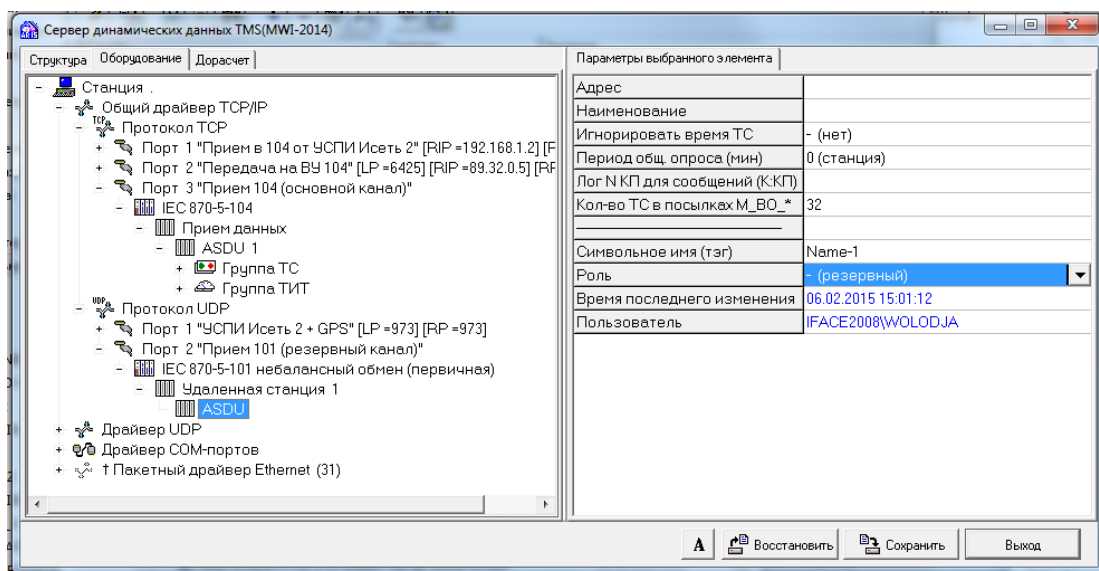 Сервер динамических данных TMS(MWI-2014)
Структура Оборудование Дорасчет
Станция .
Общий драйвер TCP/IP
TCP Протокол TCP
Порт 1 "Прием в 104 от УСПИ Исеть 2" [RIP =192.168.1.2] [F
Порт 2 "Передача на ВУ 104" [LP =6425] [RIP =89.32.0.5] [RF
Порт 3 "Прием 104 (основной канал)"
IEC 870-5-104
Прием данных
ASDU 1
Группа ТС
Группа ТИТ
UDP Протокол UDP
Порт 1 "УСПИ Исеть 2 + GPS" [LP =973] [RP =973]
Порт 2 "Прием 101 (резервный канал)"
IEC 870-5-101 небалансный обмен (первичная)
Удаленная станция 1
ASDU
Драйвер UDP
Драйвер COM-портов
† Пакетный драйвер Ethernet (31)
Параметры выбранного элемента
Адрес
Наименование
Игнорировать время ТС - (нет)
Период общ. опроса (мин) 0 (станция)
Лог N КП для сообщений (К:КП)
Кол-во ТС в посылках M_BO_* 32
Символьное имя (тэг) Name-1
Роль - (резервный)
Время последнего изменения 06.02.2015 15:01:12
Пользователь IFACE2008\WOLODJA
A Восстановить Сохранить Выход